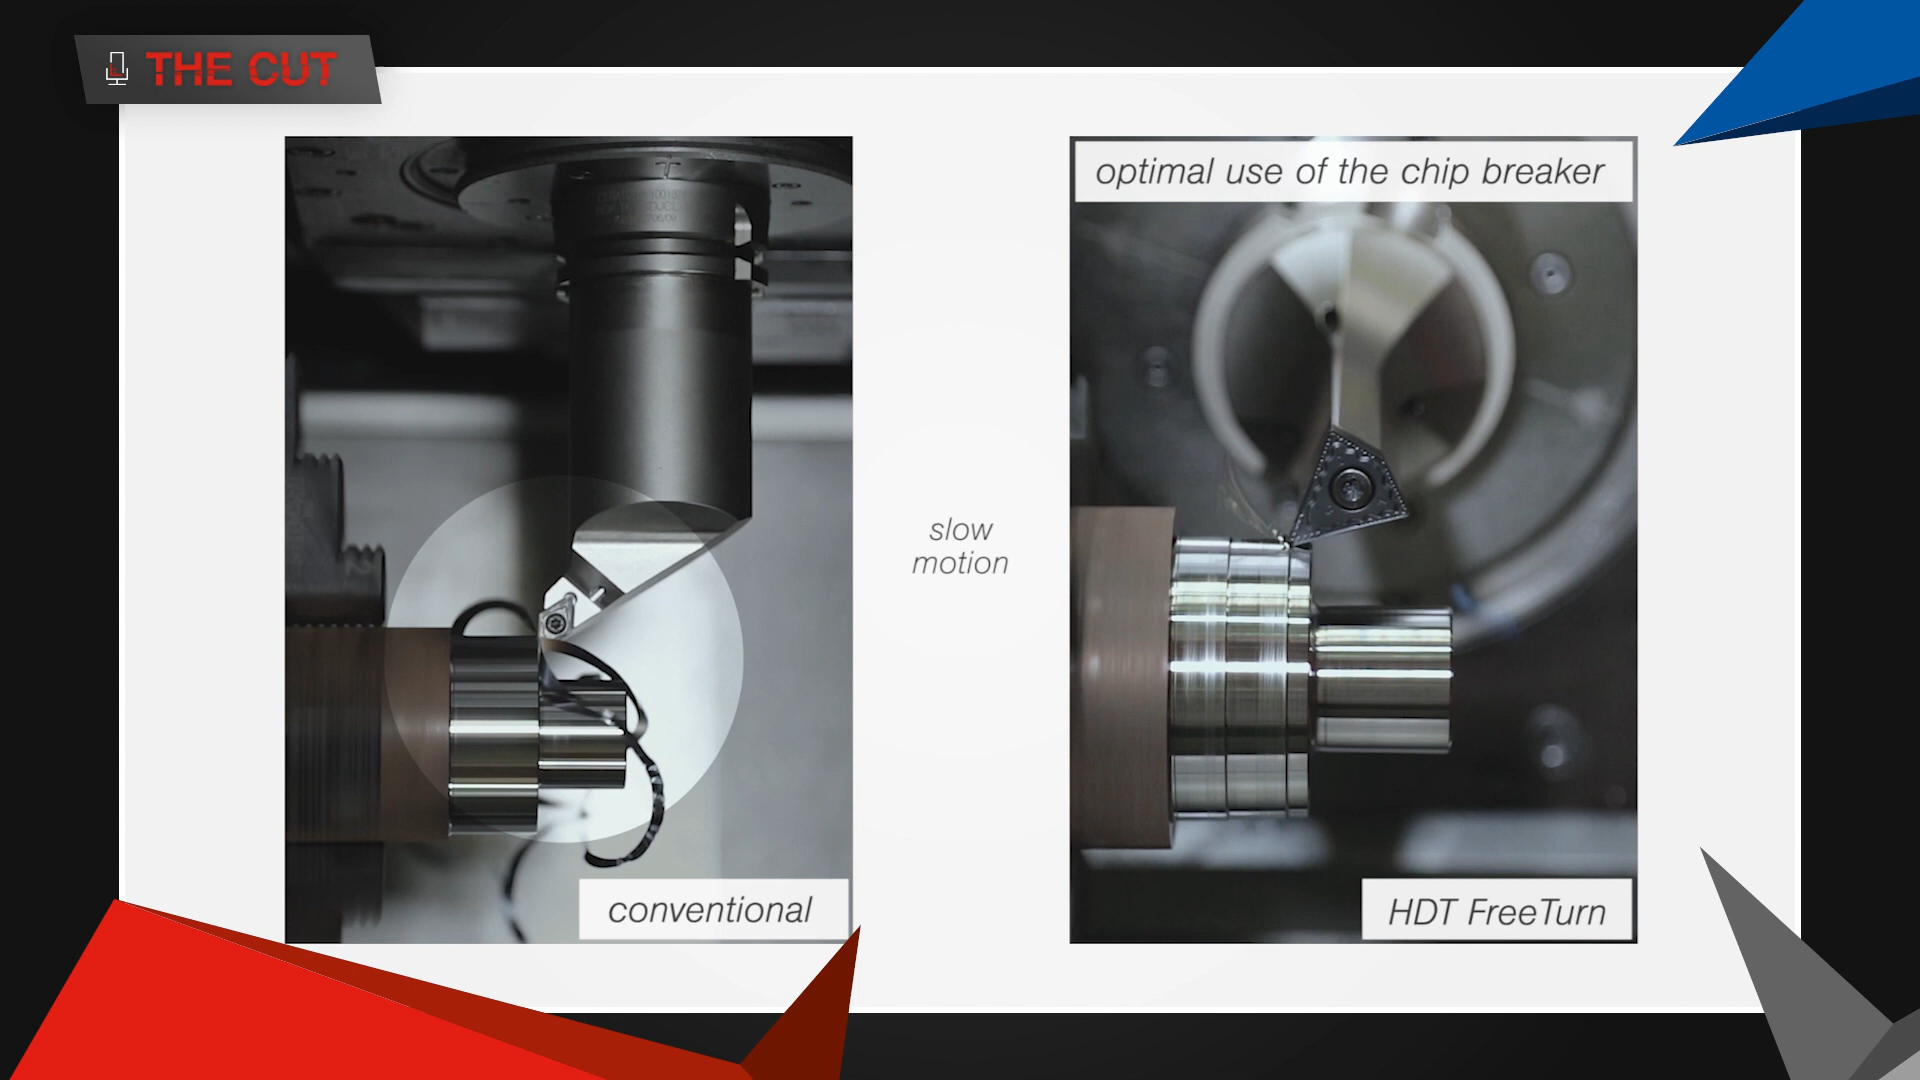 THE CUT
optimal use of the chip breaker
slow
motion
conventional
HDT FreeTurn